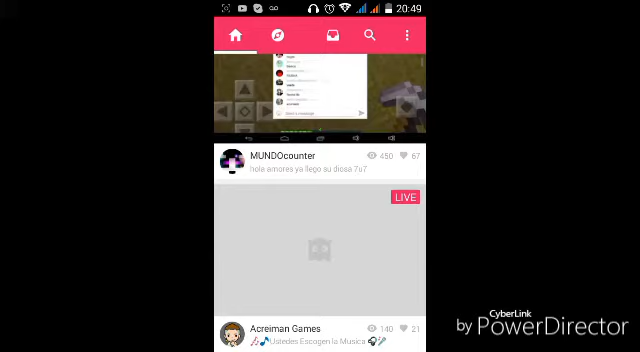 20:49
MUNDOcounter 450 67
hola amores ya llego su diosa 7u7
LIVE
Acreiman Games 140 21
Ustedes Escogen la Musica
CyberLink
by PowerDirector